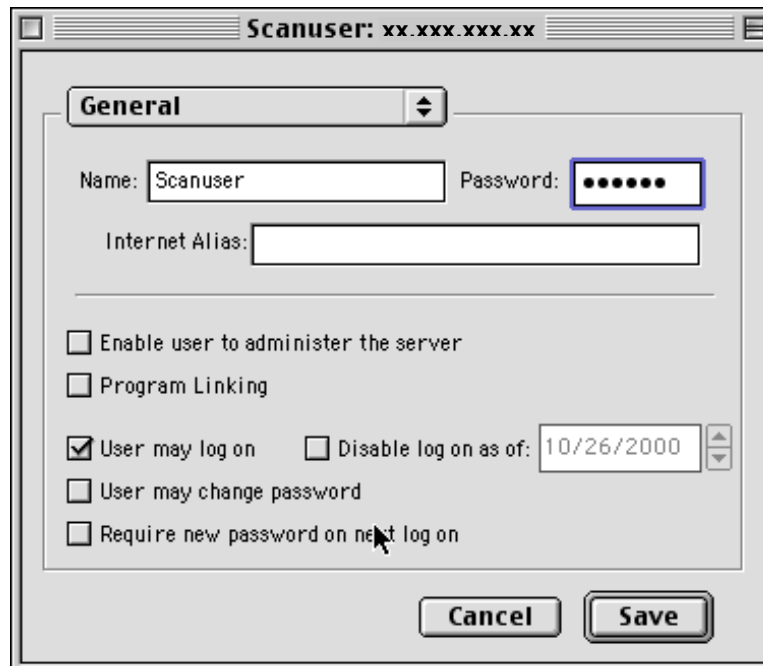 Scanuser: xx.xxx.xxx.xx
General
Name: Scanuser Password: ••••••
Internet Alias:
Enable user to administer the server
Program Linking
User may log on Disable log on as of: 10/26/2000
User may change password
Require new password on next log on
Cancel Save